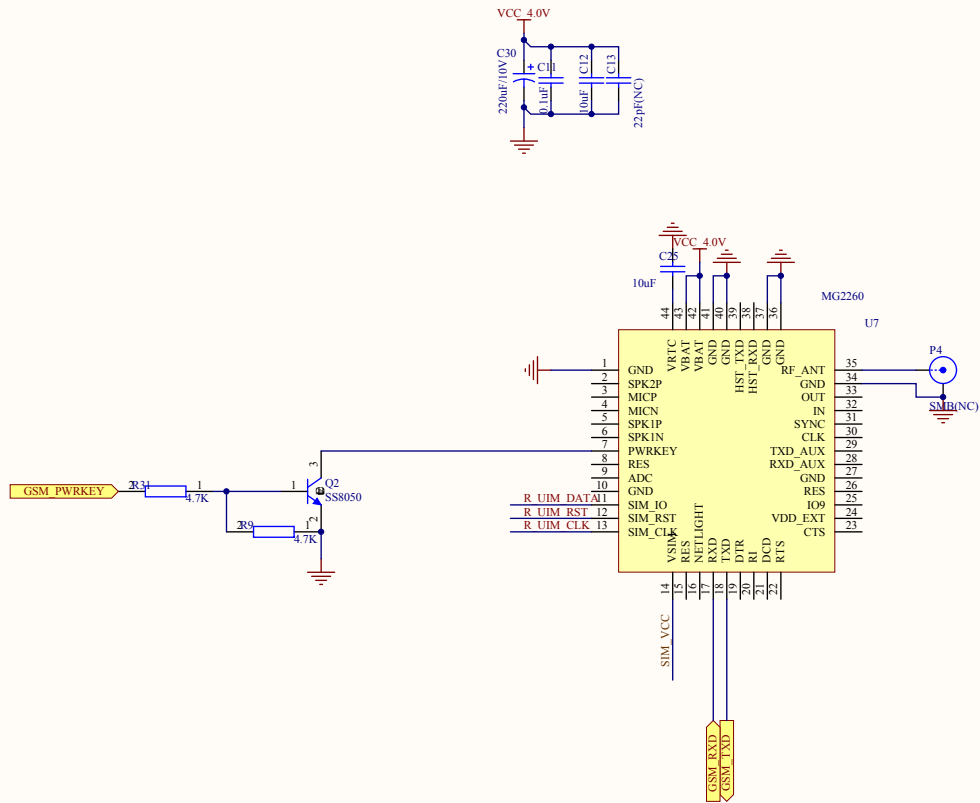 VCC_4.0V
C30
220uF/10V
+
C11
0.1uF
C12
10uF
C13
22pF(NC)
VCC_4.0V
C25
10uF
MG2260
U7
44
43
42
41
40
39
38
37
36
VRTC
VBAT
VBAT
GND
GND
HST_TXD
HST_RXD
GND
GND
1 GND
2 SPK2P
3 MICP
4 MICN
5 SPK1P
6 SPK1N
7 PWRKEY
8 RES
9 ADC
10 GND
R_UIM_DATA 11 SIM_IO
R_UIM_RST 12 SIM_RST
R_UIM_CLK 13 SIM_CLK
RF_ANT 35
GND 34
OUT 33
IN 32
SYNC 31
CLK 30
TXD_AUX 29
RXD_AUX 28
GND 27
RES 26
IO9 25
VDD_EXT 24
CTS 23
P4
SMB(NC)
VSIM
RES
NETLIGHT
RXD
TXD
DTR
RI
DCD
RTS
14
15
16
17
18
19
20
21
22
SIM_VCC
GSM_RXD
GSM_TXD
GSM_PWRKEY
2 R31 1
4.7K
2 R9 1
4.7K
1
3
2
Q2
SS8050